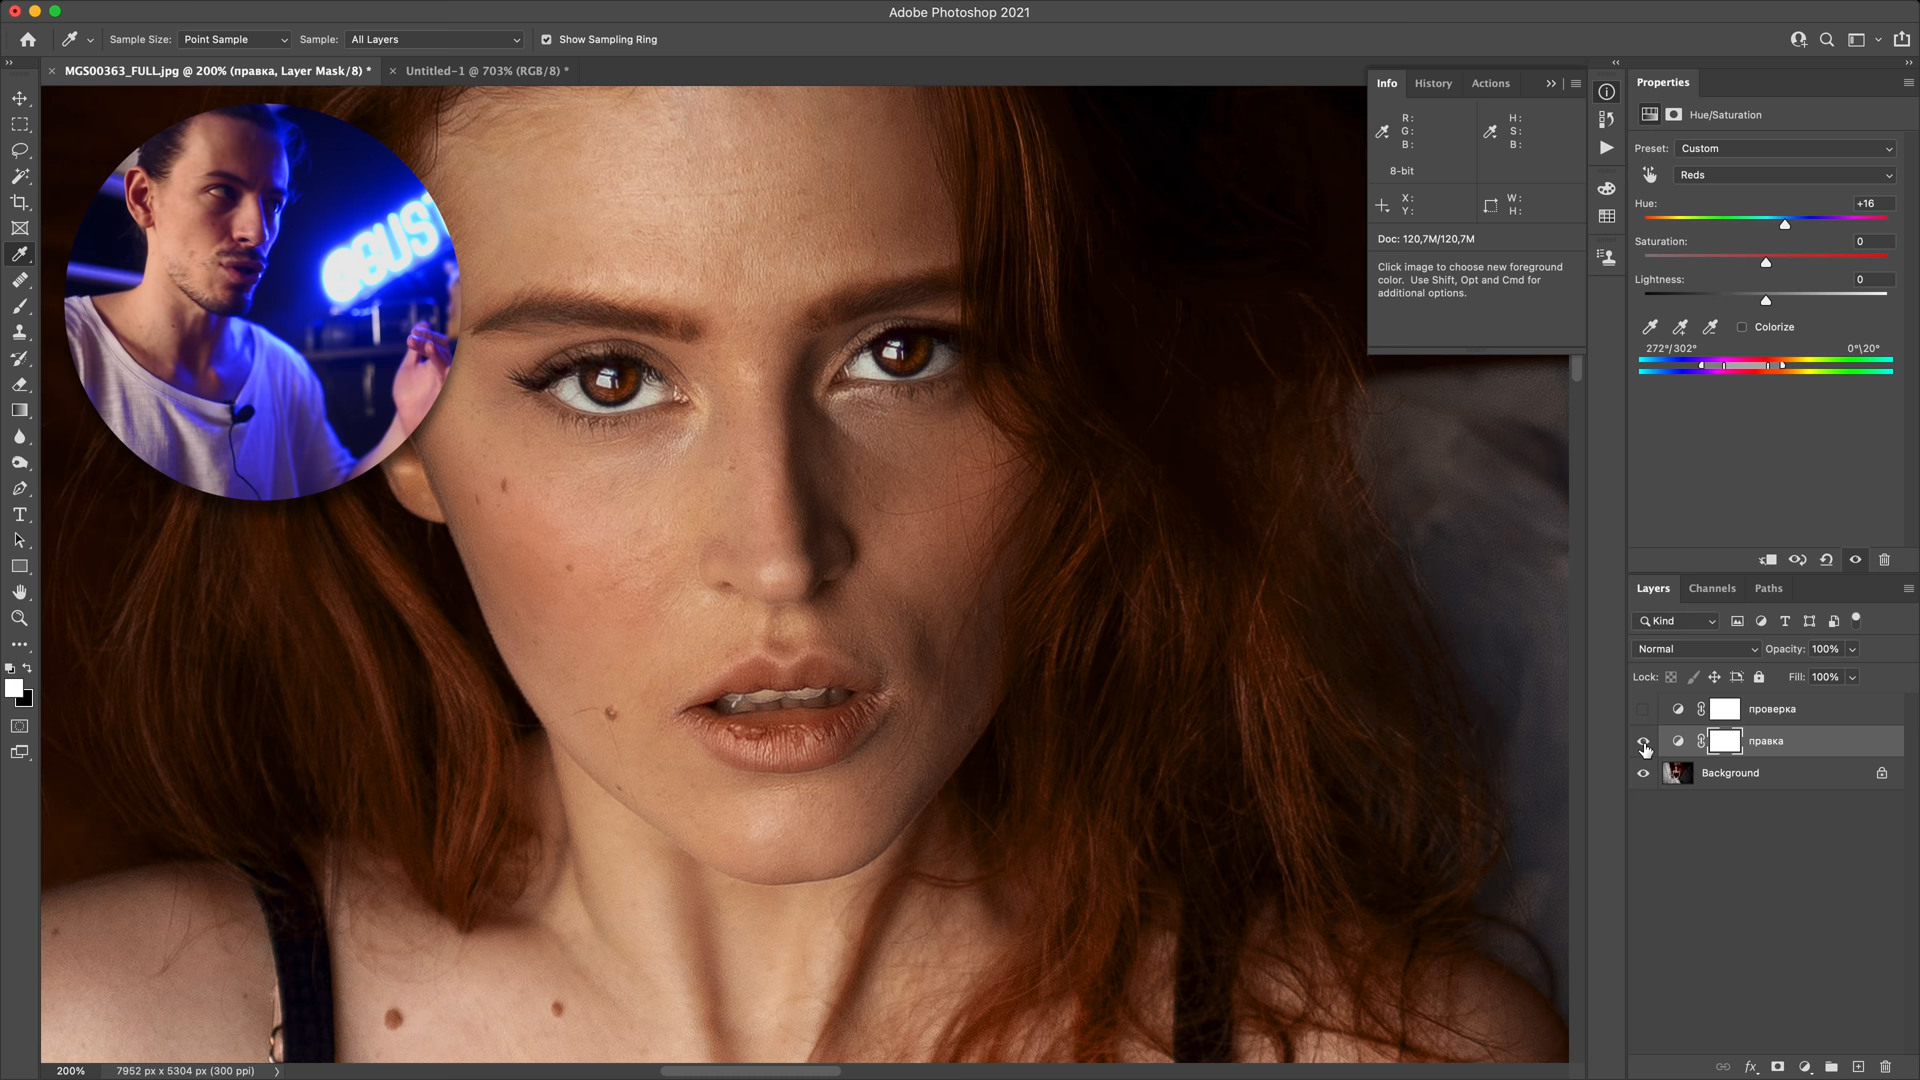 Adobe Photoshop 2021
Sample Size: Point Sample Sample: All Layers Show Sampling Ring
MGS00363_FULL.jpg @ 200% (правка, Layer Mask/8) * Untitled-1 @ 703% (RGB/8) *
Info History Actions
R: H:
G: S:
B: B:
8-bit
X: W:
Y: H:
Doc: 120,7M/120,7M
Click image to choose new foreground
color. Use Shift, Opt and Cmd for
additional options.
Properties
Hue/Saturation
Preset: Custom
Reds
Hue: +16
Saturation: 0
Lightness: 0
Colorize
272°/302° 0°\20°
Layers Channels Paths
Kind
Normal Opacity: 100%
Lock: Fill: 100%
проверка
правка
Background
fx
200% 7952 px x 5304 px (300 ppi)